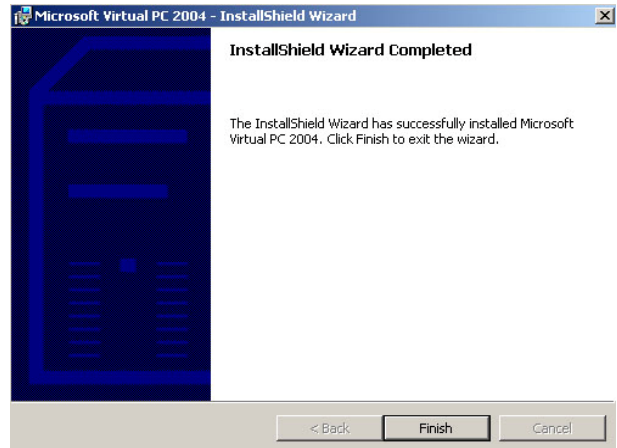 Microsoft Virtual PC 2004 - InstallShield Wizard
InstallShield Wizard Completed
The InstallShield Wizard has successfully installed Microsoft
Virtual PC 2004. Click Finish to exit the wizard.
< Back Finish Cancel